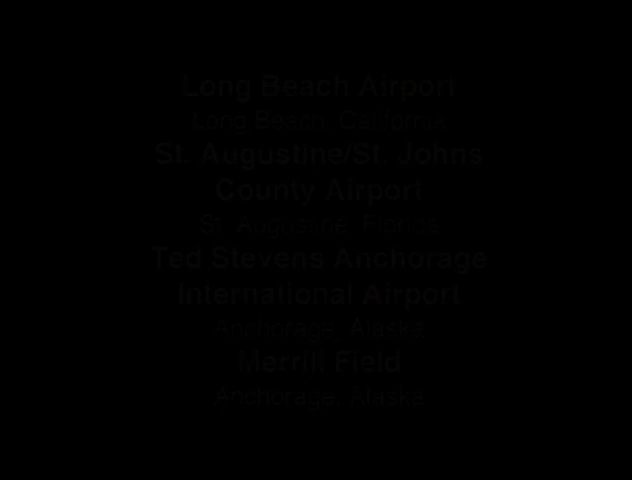 Long Beach Airport
Long Beach, California
St. Augustine/St. Johns
County Airport
St. Augustine, Florida
Ted Stevens Anchorage
International Airport
Anchorage, Alaska
Merrill Field
Anchorage, Alaska